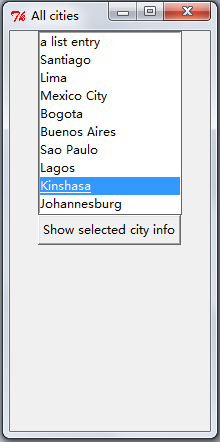 All cities
a list entry
Santiago
Lima
Mexico City
Bogota
Buenos Aires
Sao Paulo
Lagos
Kinshasa
Johannesburg
Show selected city info